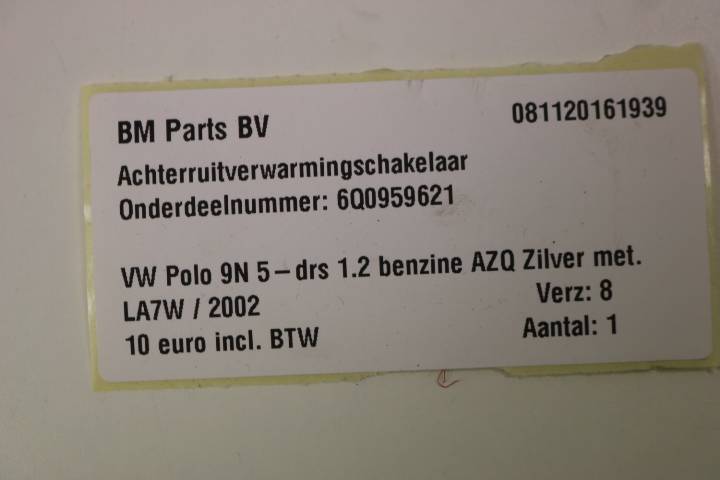 BM Parts BV
081120161939
Achterruitverwarmingschakelaar
Onderdeelnummer: 6Q0959621
VW Polo 9N 5-drs 1.2 benzine AZQ Zilver met.
LA7W / 2002
Verz: 8
10 euro incl. BTW
Aantal: 1